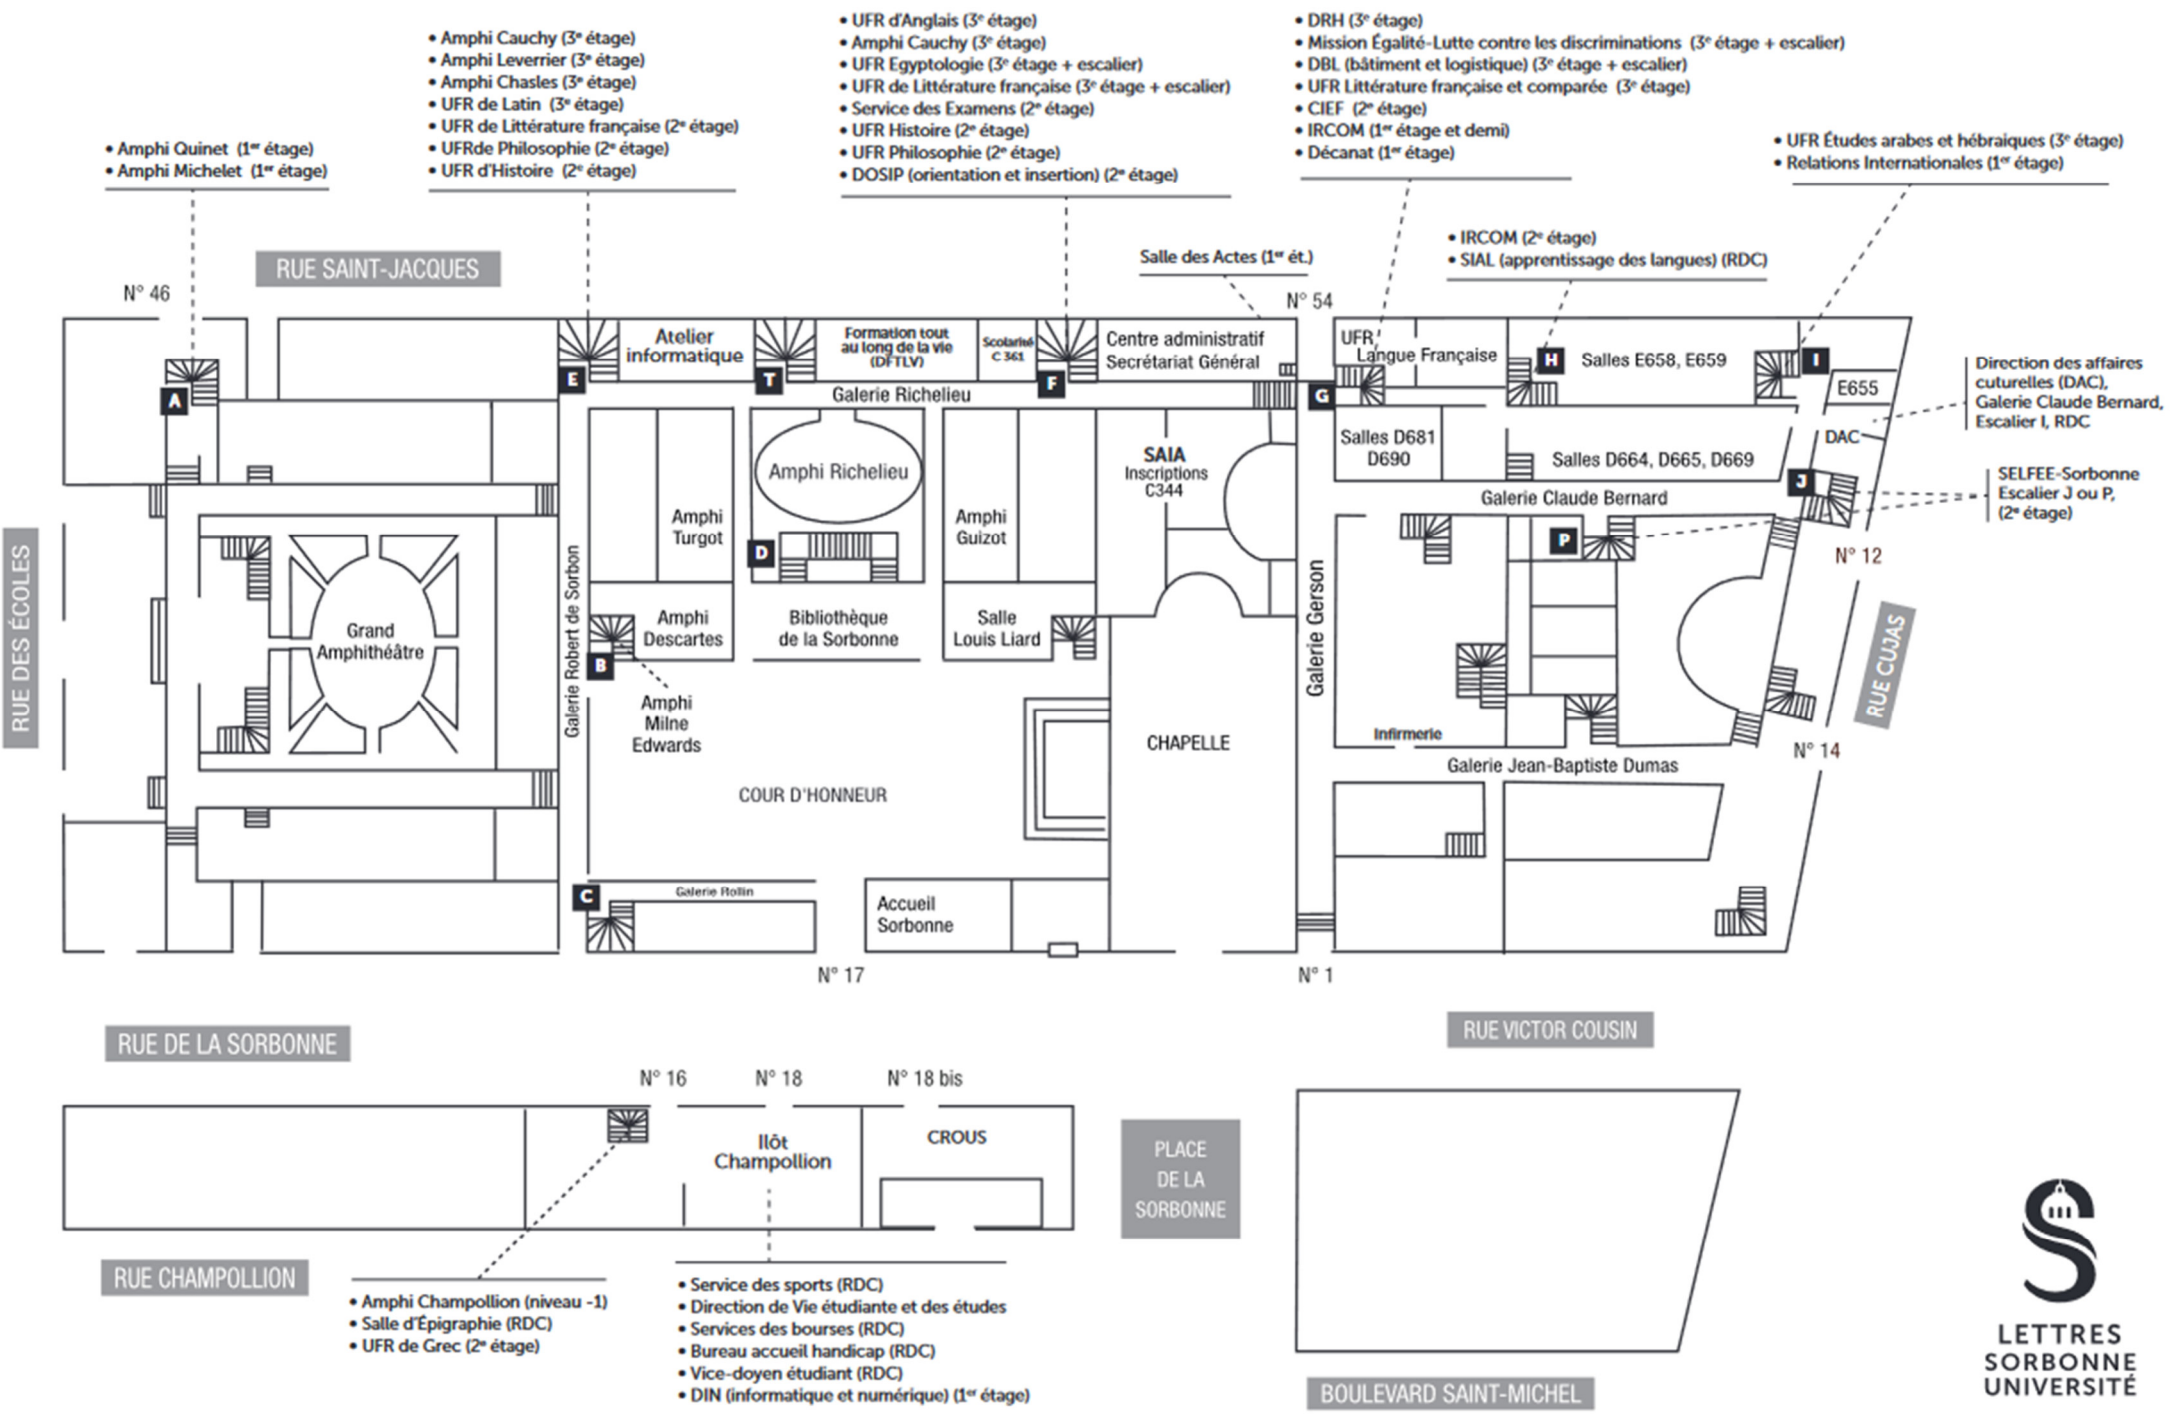 • Amphi Quinet (1er étage)
• Amphi Michelet (1er étage)
• Amphi Cauchy (3e étage)
• Amphi Leverrier (3e étage)
• Amphi Chasles (3e étage)
• UFR de Latin (3e étage)
• UFR de Littérature française (2e étage)
• UFRde Philosophie (2e étage)
• UFR d'Histoire (2e étage)
• UFR d'Anglais (3e étage)
• Amphi Cauchy (3e étage)
• UFR Egyptologie (3e étage + escalier)
• UFR de Littérature française (3e étage + escalier)
• Service des Examens (2e étage)
• UFR Histoire (2e étage)
• UFR Philosophie (2e étage)
• DOSIP (orientation et insertion) (2e étage)
• DRH (3e étage)
• Mission Égalité-Lutte contre les discriminations (3e étage + escalier)
• DBL (bâtiment et logistique) (3e étage + escalier)
• UFR Littérature française et comparée (3e étage)
• CIEF (2e étage)
• IRCOM (1er étage et demi)
• Décanat (1er étage)
• UFR Études arabes et hébraiques (3e étage)
• Relations Internationales (1er étage)
• IRCOM (2e étage)
• SIAL (apprentissage des langues) (RDC)
Salle des Actes (1er ét.)
RUE SAINT-JACQUES
N° 46
N° 54
A
E
Atelier
informatique
T
Formation tout
au long de la vie
(DFTLV)
Scolarité
C 361
F
Centre administratif
Secrétariat Général
G
UFR
Langue Française
H
Salles E658, E659
I
E655
Direction des affaires
cuturelles (DAC),
Galerie Claude Bernard,
Escalier I, RDC
DAC
Galerie Richelieu
Amphi Richelieu
Amphi
Turgot
D
Amphi
Guizot
SAIA
Inscriptions
C344
Salles D681
D690
Salles D664, D665, D669
J
SELFEE-Sorbonne
Escalier J ou P,
(2e étage)
Galerie Claude Bernard
P
N° 12
RUE DES ÉCOLES
Grand
Amphithéâtre
Galerie Robert de Sorbon
Amphi
Descartes
B
Amphi
Milne
Edwards
Bibliothèque
de la Sorbonne
Salle
Louis Liard
Galerie Gerson
RUE CUJAS
CHAPELLE
Infirmerie
N° 14
Galerie Jean-Baptiste Dumas
COUR D'HONNEUR
C
Galerie Rollin
Accueil
Sorbonne
N° 17
N° 1
RUE DE LA SORBONNE
RUE VICTOR COUSIN
N° 16
N° 18
N° 18 bis
Ilôt
Champollion
CROUS
PLACE
DE LA
SORBONNE
RUE CHAMPOLLION
• Amphi Champollion (niveau -1)
• Salle d'Épigraphie (RDC)
• UFR de Grec (2e étage)
• Service des sports (RDC)
• Direction de Vie étudiante et des études
• Services des bourses (RDC)
• Bureau accueil handicap (RDC)
• Vice-doyen étudiant (RDC)
• DIN (informatique et numérique) (1er étage)
BOULEVARD SAINT-MICHEL
LETTRES
SORBONNE
UNIVERSITÉ